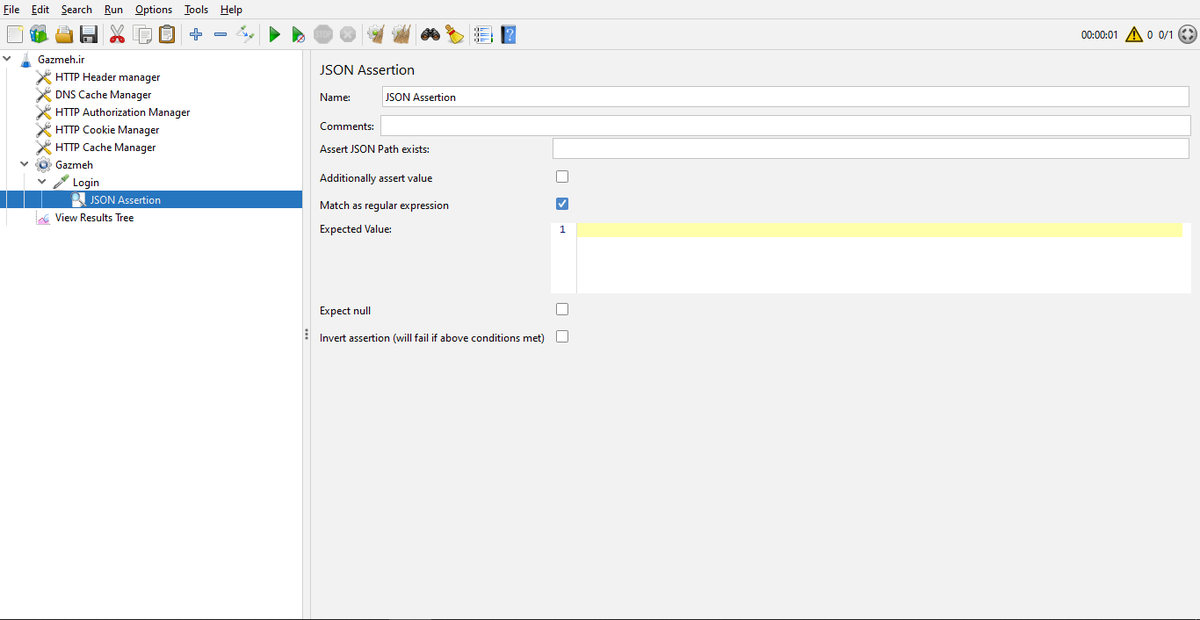 File Edit Search Run Options Tools Help
STOP
00:00:01 0 0/1
Gazmeh.ir
HTTP Header manager
DNS Cache Manager
HTTP Authorization Manager
HTTP Cookie Manager
HTTP Cache Manager
Gazmeh
Login
JSON Assertion
View Results Tree
JSON Assertion
Name: JSON Assertion
Comments:
Assert JSON Path exists:
Additionally assert value
Match as regular expression
Expected Value: 1
Expect null
Invert assertion (will fail if above conditions met)